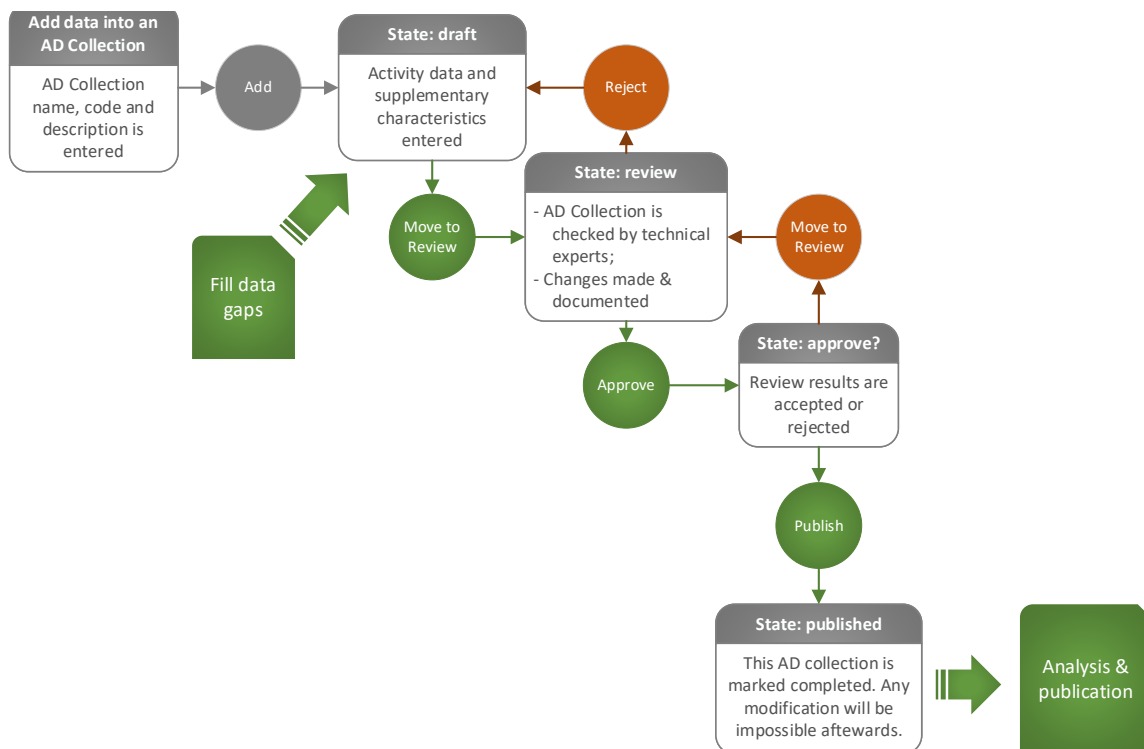 Add data into an
AD Collection
AD Collection
name, code and
description is
entered
Add
State: draft
Activity data and
supplementary
characteristics
entered
Reject
Fill data
gaps
Move to
Review
State: review
- AD Collection is
checked by technical
experts;
- Changes made &
documented
Move to
Review
Approve
State: approve?
Review results are
accepted or
rejected
Publish
State: published
This AD collection is
marked completed. Any
modification will be
impossible aftewards.
Analysis &
publication